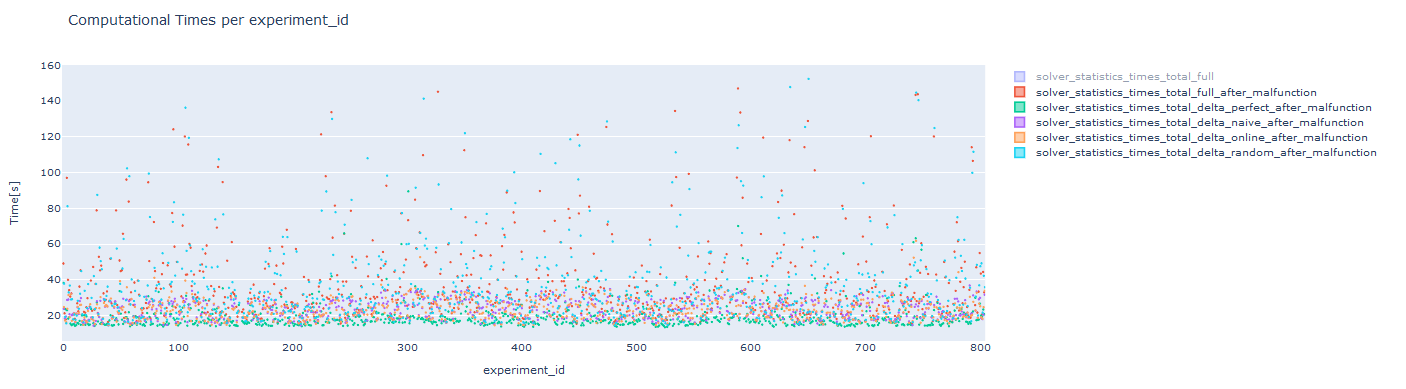 Computational Times per experiment_id
160
140
120
100
80
60
40
20
Time[s]
0 100 200 300 400 500 600 700 800
experiment_id
solver_statistics_times_total_full
solver_statistics_times_total_full_after_malfunction
solver_statistics_times_total_delta_perfect_after_malfunction
solver_statistics_times_total_delta_naive_after_malfunction
solver_statistics_times_total_delta_online_after_malfunction
solver_statistics_times_total_delta_random_after_malfunction